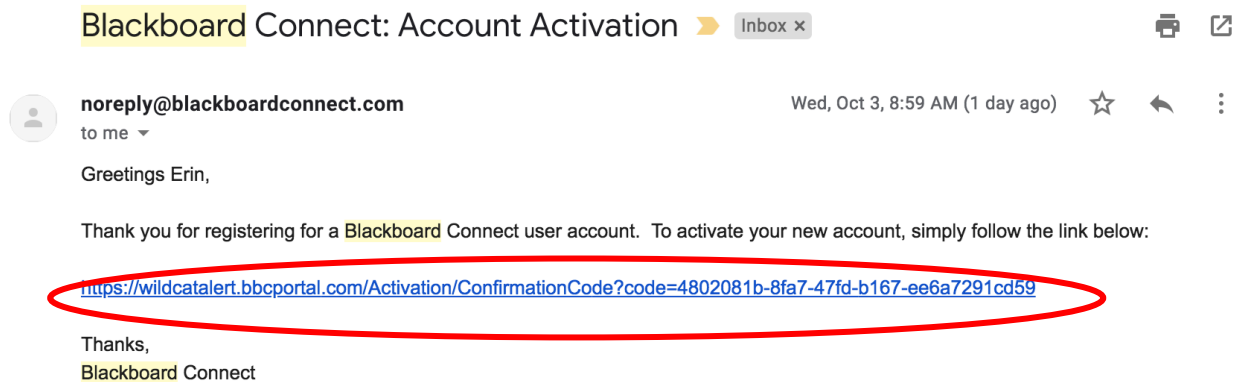 Blackboard Connect: Account Activation Inbox ×
noreply@blackboardconnect.com Wed, Oct 3, 8:59 AM (1 day ago)
to me
Greetings Erin,
Thank you for registering for a Blackboard Connect user account.  To activate your new account, simply follow the link below:
https://wildcatalert.bbcportal.com/Activation/ConfirmationCode?code=4802081b-8fa7-47fd-b167-ee6a7291cd59
Thanks,
Blackboard Connect